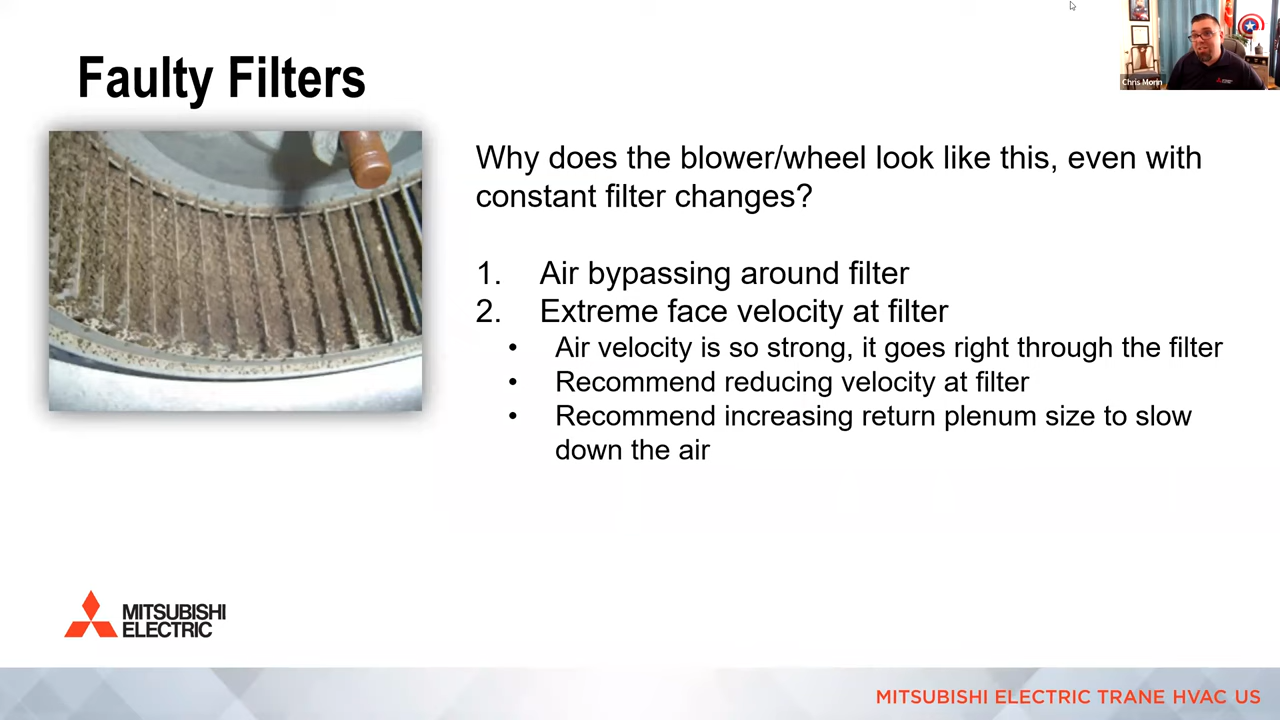 Faulty Filters
Chris Morin
Why does the blower/wheel look like this, even with
constant filter changes?
1. Air bypassing around filter
2. Extreme face velocity at filter
• Air velocity is so strong, it goes right through the filter
• Recommend reducing velocity at filter
• Recommend increasing return plenum size to slow
down the air
MITSUBISHI
ELECTRIC
MITSUBISHI ELECTRIC TRANE HVAC US